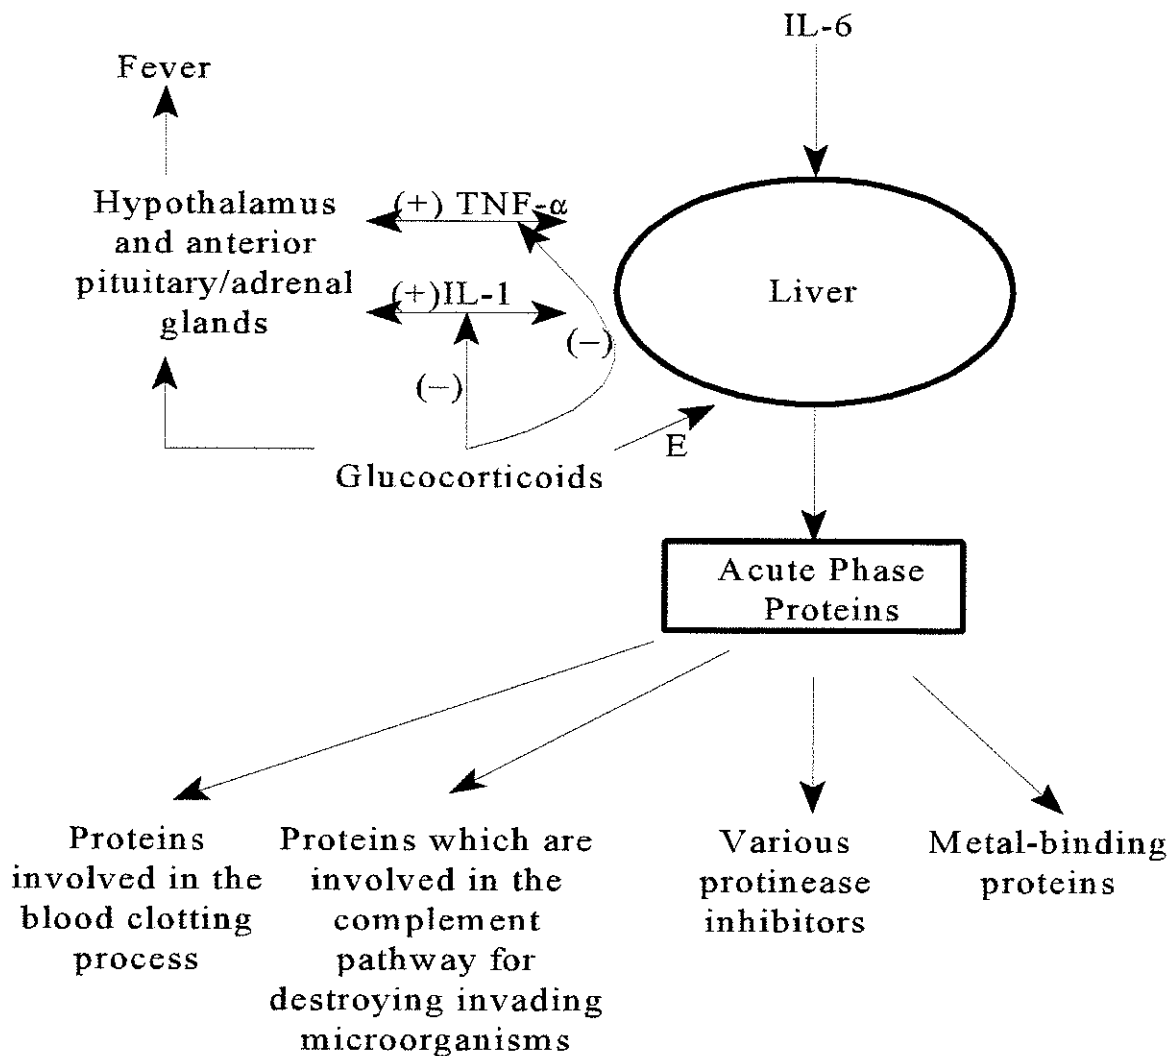 IL-6
Fever
Hypothalamus
and anterior
pituitary/adrenal
glands
(+) TNF-α
(+)IL-1
(−)
(−)
Liver
E
Glucocorticoids
Acute Phase
Proteins
Proteins
involved in the
blood clotting
process
Proteins which are
involved in the
complement
pathway for
destroying invading
microorganisms
Various
protinease
inhibitors
Metal-binding
proteins